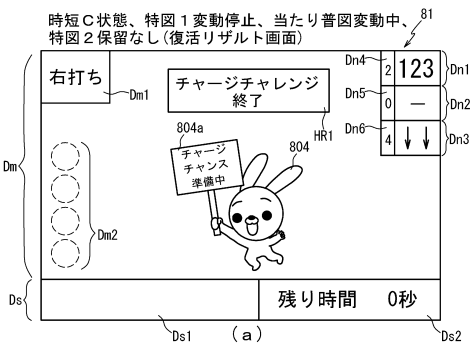 時短C状態、特図1変動停止、当たり普図変動中、
特図2保留なし(復活リザルト画面)
81
右打ち
Dm1
チャージチャレンジ
終了
HR1
Dn4
2
123
Dn1
Dn5
0
—
Dn2
Dn6
4
↓↓
Dn3
804a
804
チャージ
チャンス
準備中
Dm
Dm2
Ds
残り時間 0秒
Ds1
(a)
Ds2